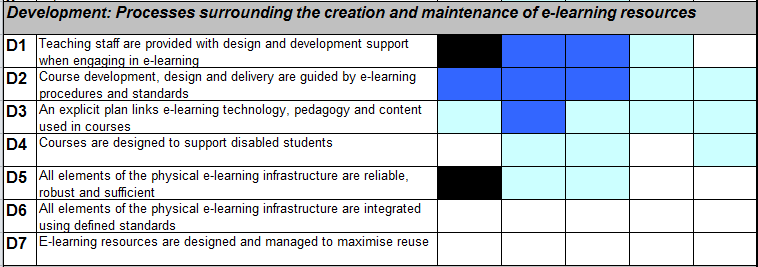 Development: Processes surrounding the creation and maintenance of e-learning resources
D1 Teaching staff are provided with design and development support
when engaging in e-learning
D2 Course development, design and delivery are guided by e-learning
procedures and standards
D3 An explicit plan links e-learning technology, pedagogy and content
used in courses
D4 Courses are designed to support disabled students
D5 All elements of the physical e-learning infrastructure are reliable,
robust and sufficient
D6 All elements of the physical e-learning infrastructure are integrated
using defined standards
D7 E-learning resources are designed and managed to maximise reuse